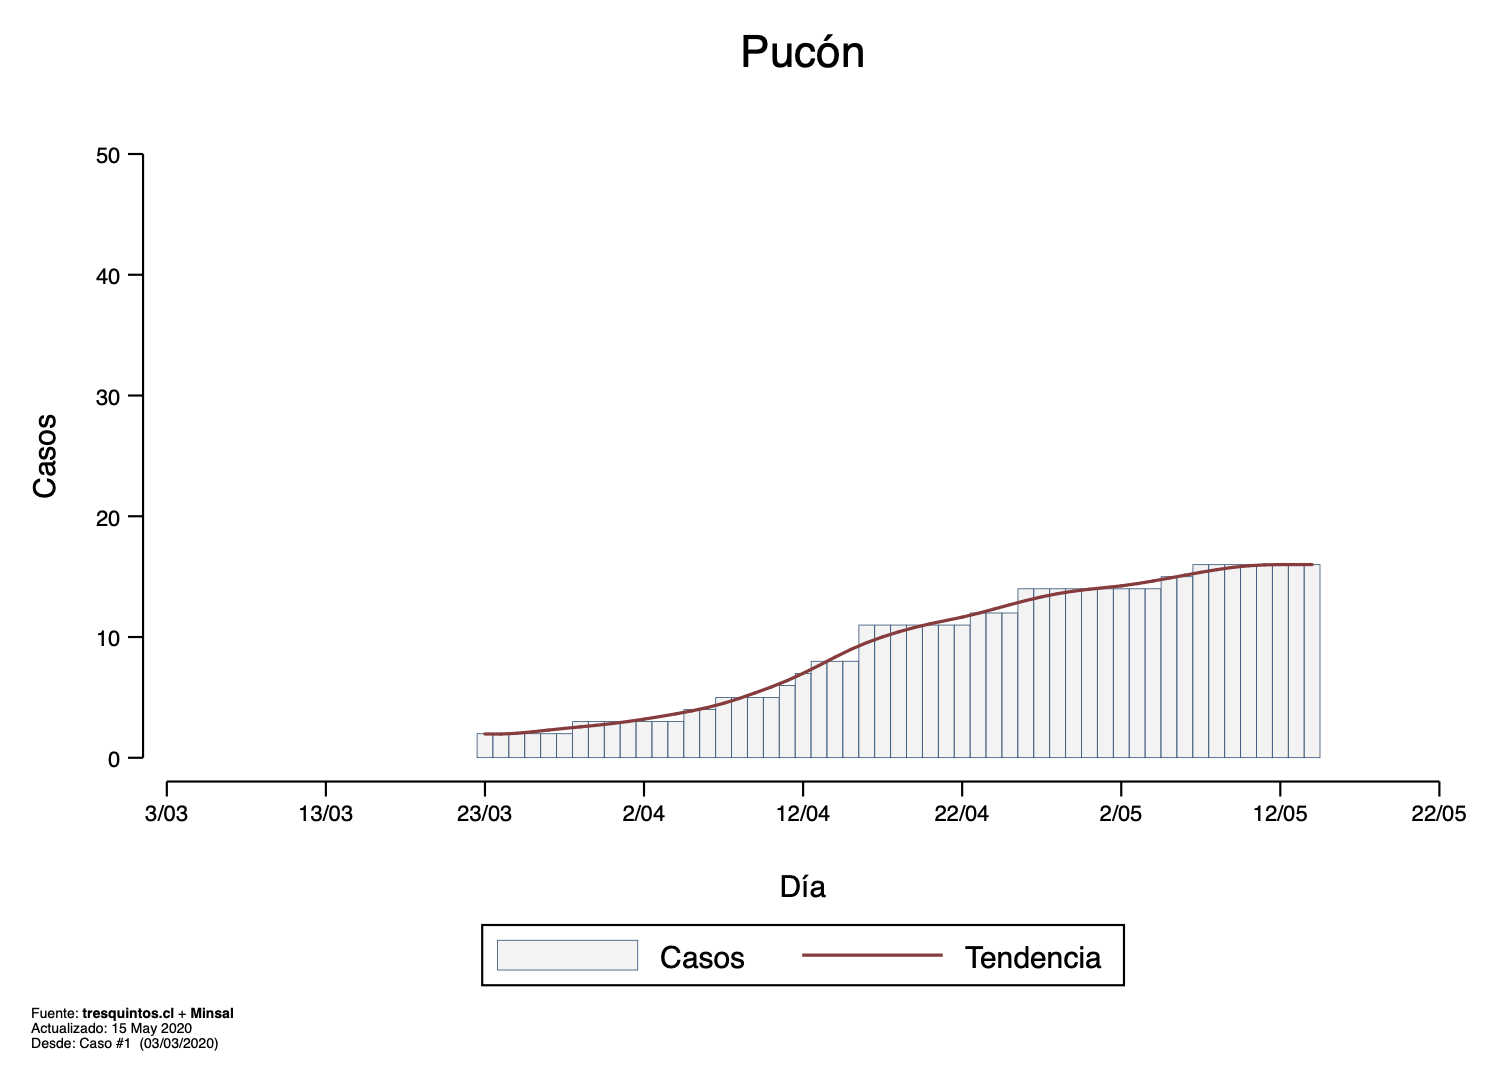 Pucón
50
40
30
20
10
0
Casos
3/03 13/03 23/03 2/04 12/04 22/04 2/05 12/05 22/05
Día
Casos Tendencia
Fuente: tresquintos.cl + Minsal
Actualizado: 15 May 2020
Desde: Caso #1 (03/03/2020)